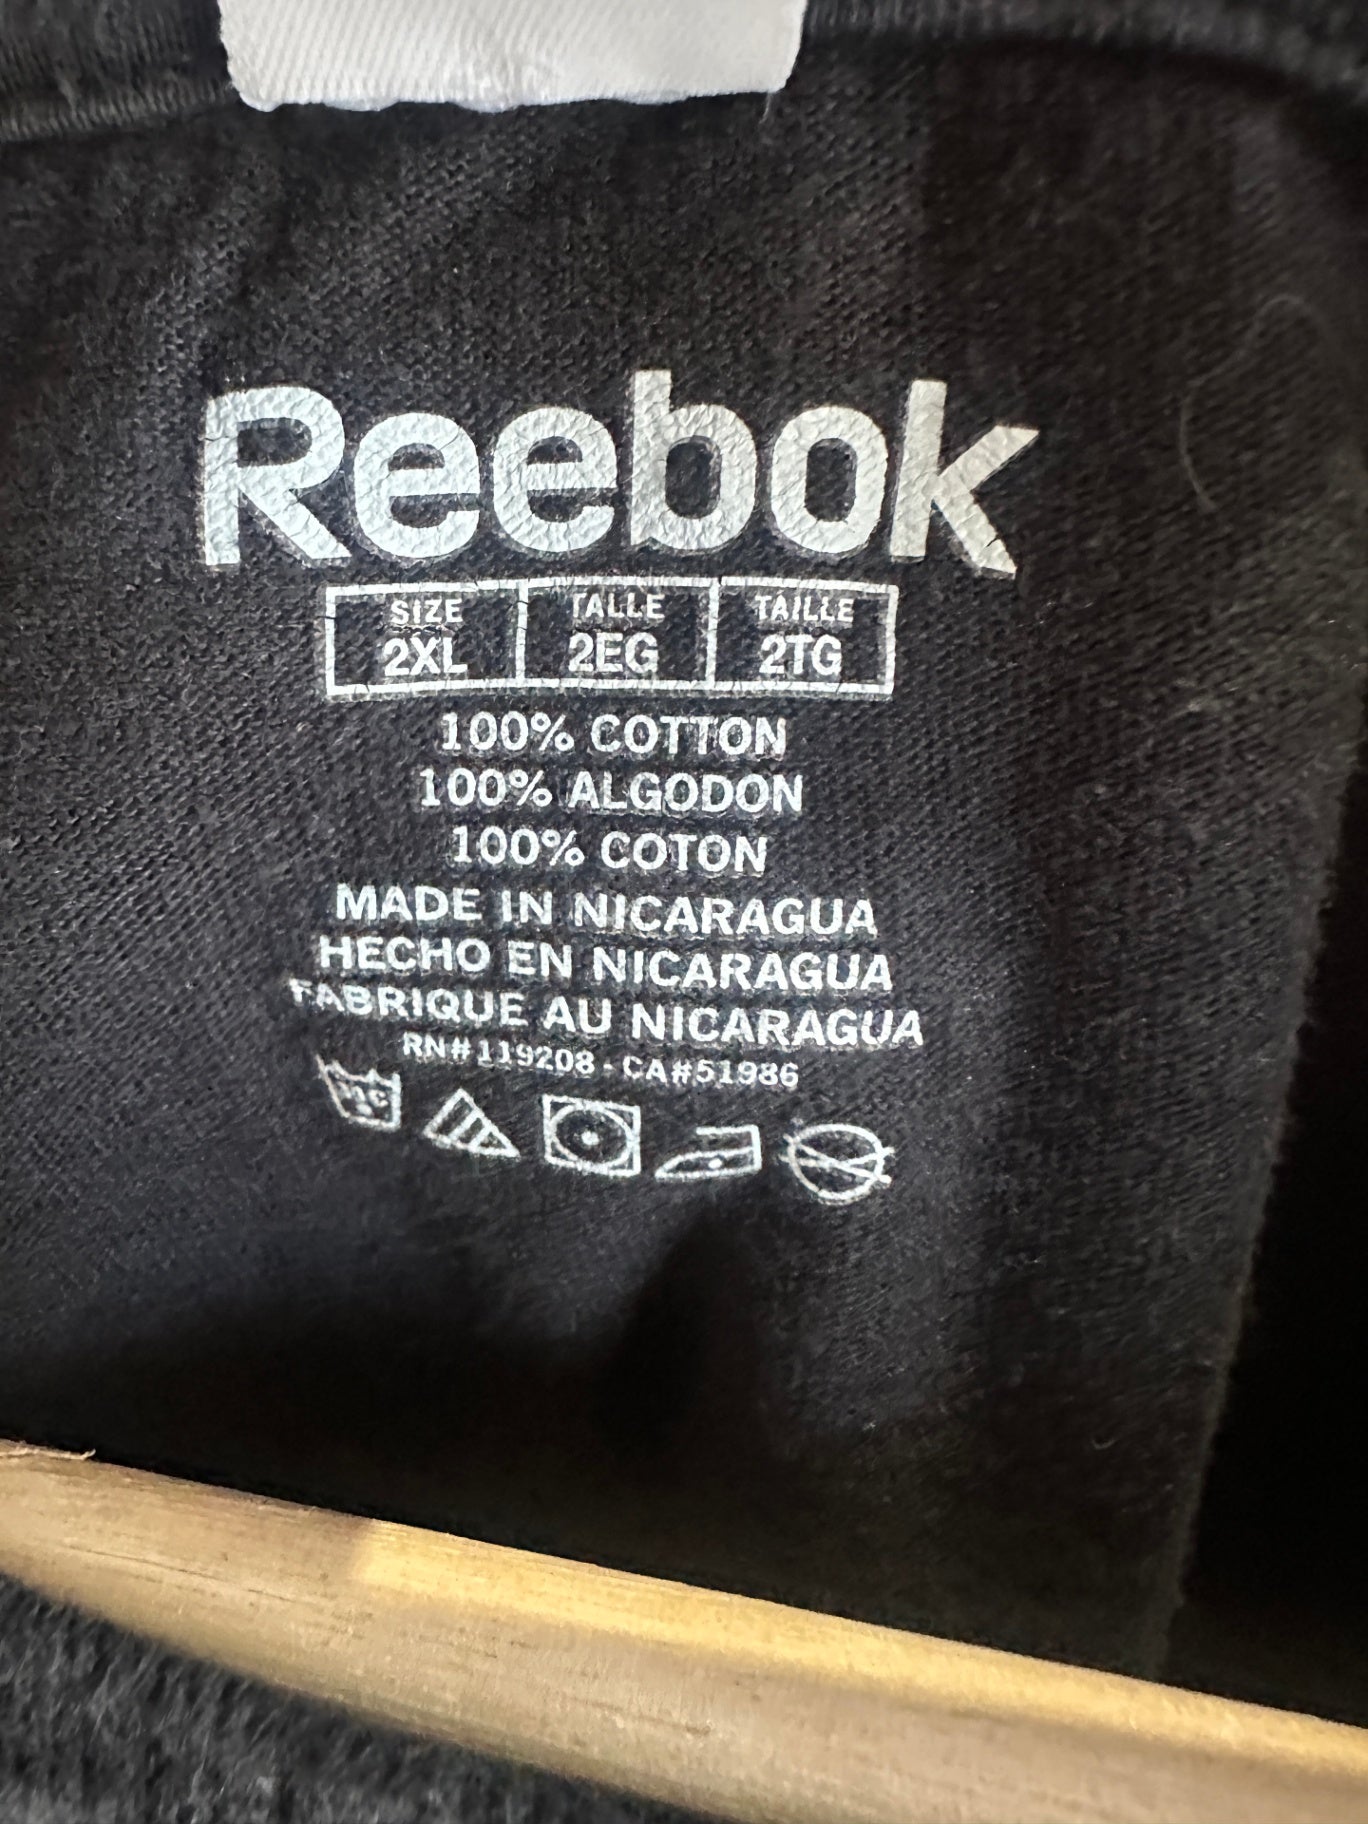 Reebok
SIZE TALLE TAILLE
2XL 2EG 2TG
100% COTTON
100% ALGODON
100% COTON
MADE IN NICARAGUA
HECHO EN NICARAGUA
FABRIQUE AU NICARAGUA
RN#119208 - CA#51986